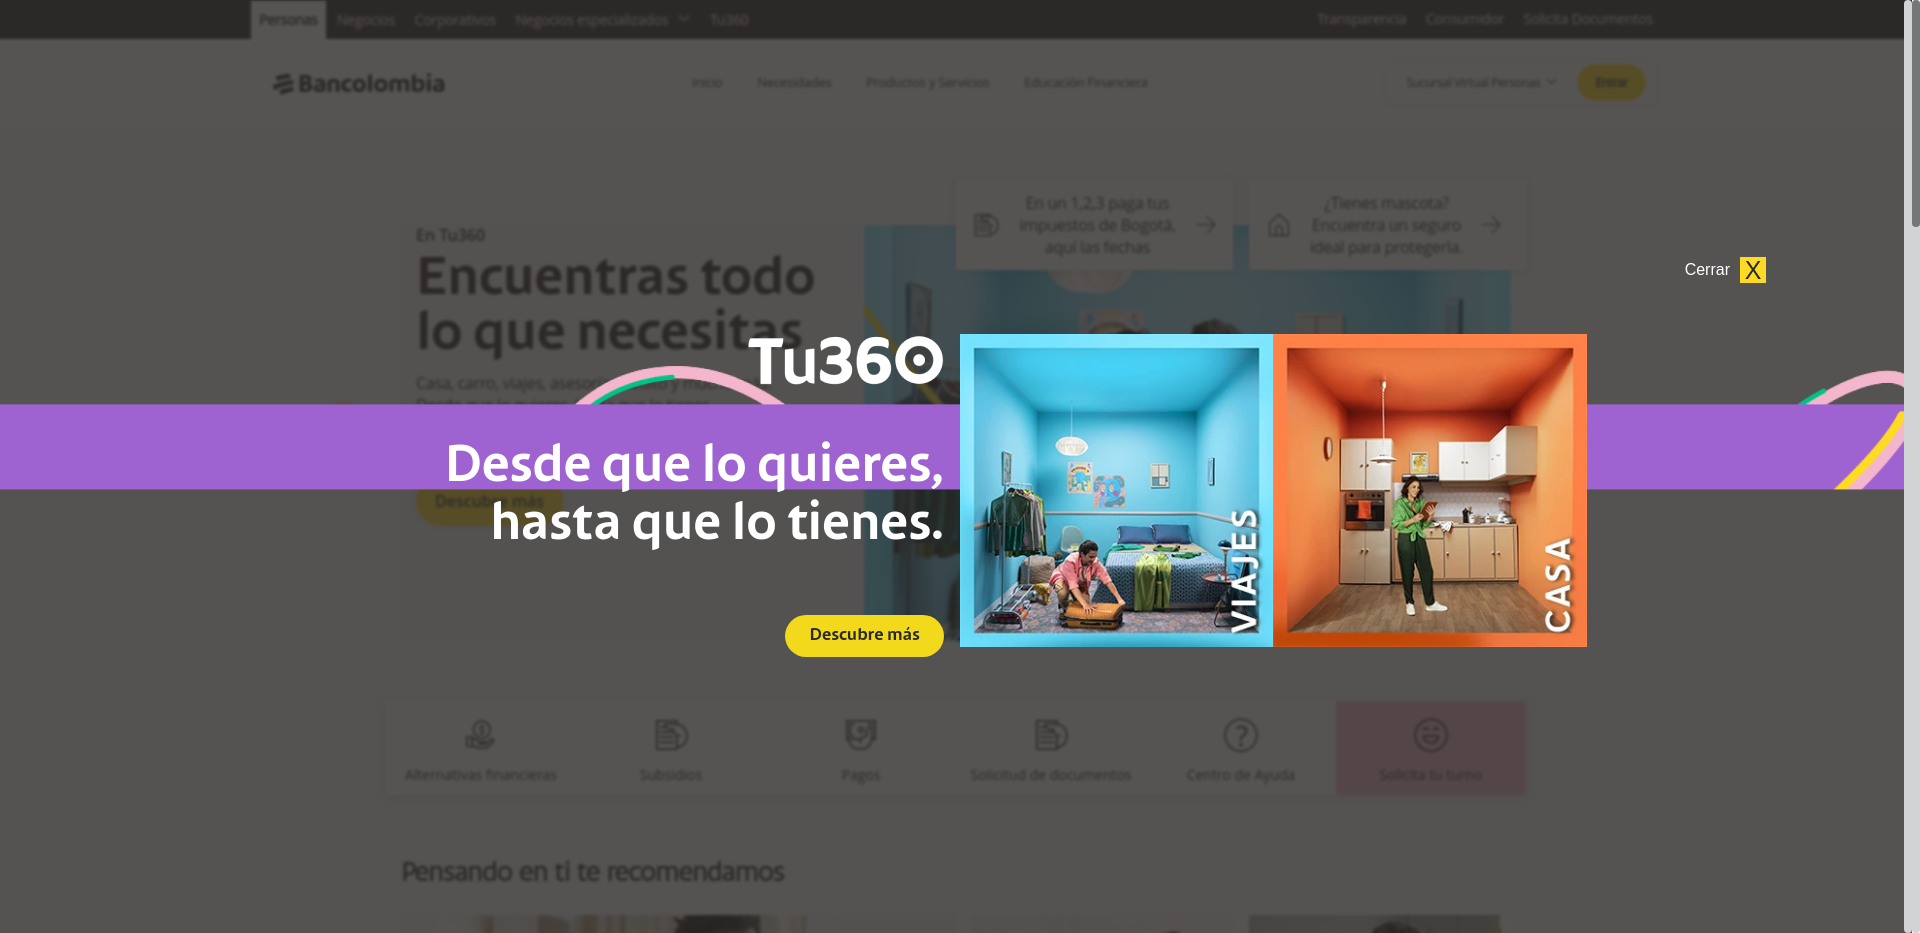 Personas Negocios Corporativos Negocios especializados Tu360 Transparencia Consumidor Solicita Documentos
Bancolombia Inicio Necesidades Productos y Servicios Educación Financiera Sucursal Virtual Personas Entrar
En un 1,2,3 paga tus
impuestos de Bogotá,
aquí las fechas
¿Tienes mascota?
Encuentra un seguro
ideal para protegerla.
En Tu360
Encuentras todo
lo que necesitas
Cerrar X
Tu360
Casa, carro, viajes,
Desde que lo quieres,
hasta que lo tienes.
Descubre más
VIAJES
CASA
Descubre más
Alternativas financieras
Subsidios
Pagos
Solicitud de documentos
Centro de Ayuda
Solicita tu turno
Pensando en ti te recomendamos